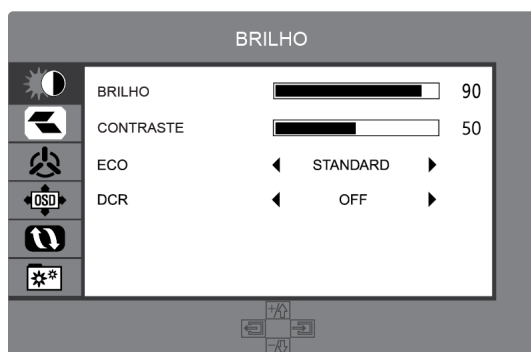 BRILHO
BRILHO 90
CONTRASTE 50
ECO STANDARD
DCR OFF
OSD